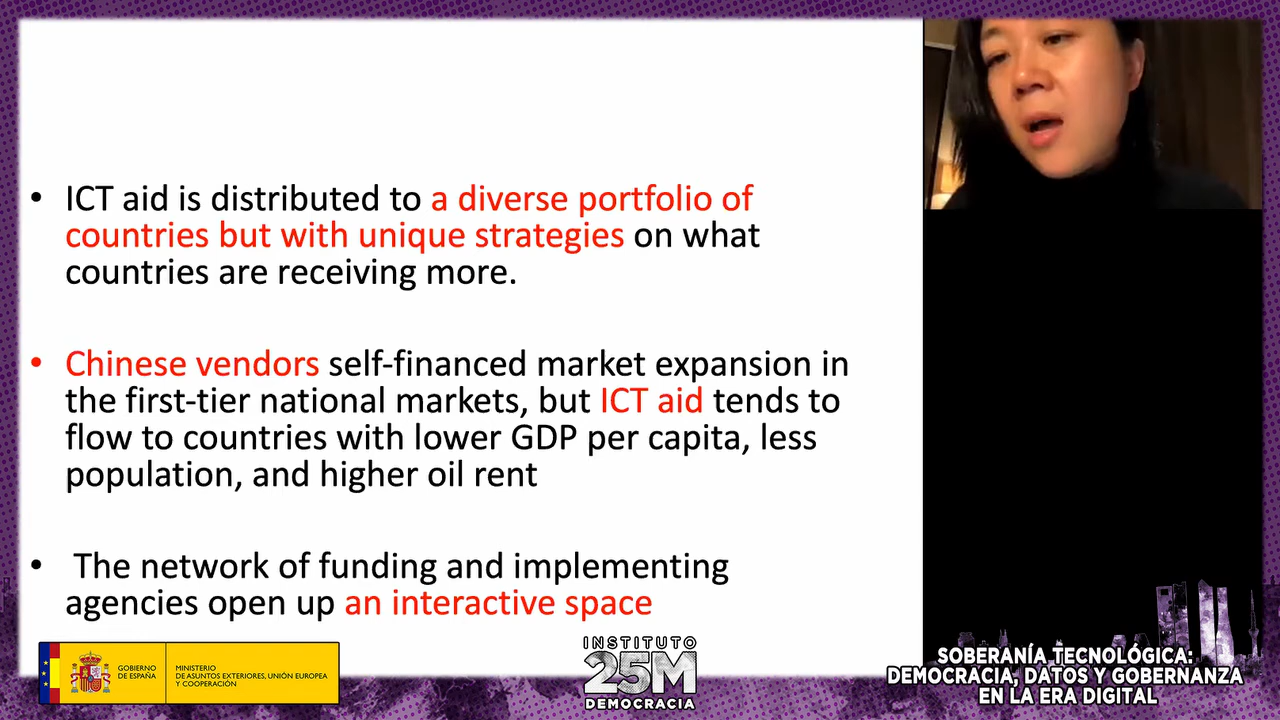 • ICT aid is distributed to a diverse portfolio of
countries but with unique strategies on what
countries are receiving more.
• Chinese vendors self-financed market expansion in
the first-tier national markets, but ICT aid tends to
flow to countries with lower GDP per capita, less
population, and higher oil rent
• The network of funding and implementing
agencies open up an interactive space
GOBIERNO
DE ESPAÑA
MINISTERIO
DE ASUNTOS EXTERIORES, UNIÓN EUROPEA
Y COOPERACIÓN
INSTITUTO
25M
DEMOCRACIA
SOBERANÍA TECNOLÓGICA:
DEMOCRACIA, DATOS Y GOBERNANZA
EN LA ERA DIGITAL